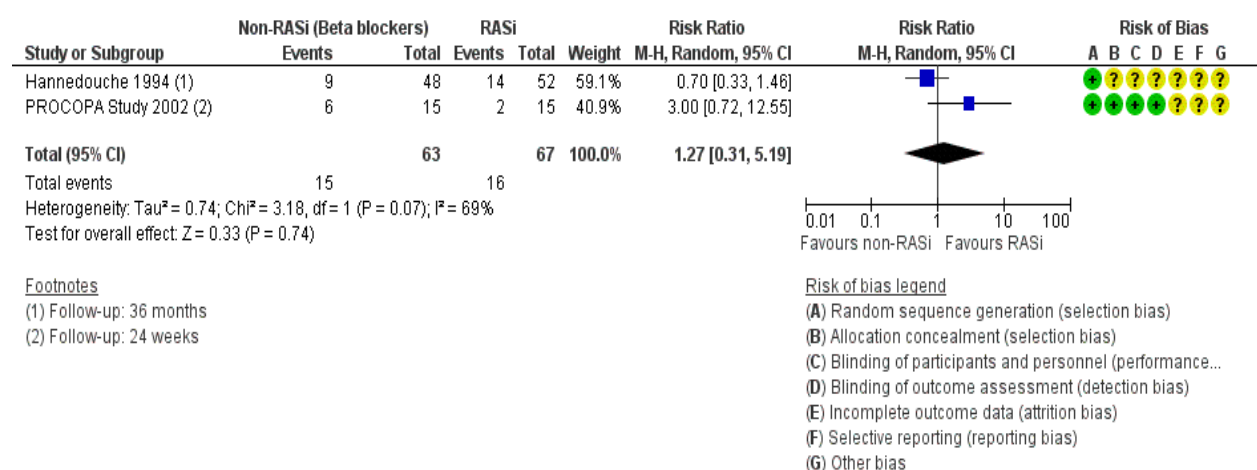 Non-RASi (Beta blockers) RASi Risk Ratio Risk Ratio Risk of Bias
Study or Subgroup Events Total Events Total Weight M-H, Random, 95% CI M-H, Random, 95% CI A B C D E F G
Hannedouche 1994 (1) 9 48 14 52 59.1% 0.70 [0.33, 1.46] + ? ? ? ? ? ?
PROCOPA Study 2002 (2) 6 15 2 15 40.9% 3.00 [0.72, 12.55] + + + + ? ? ?
Total (95% CI) 63 67 100.0% 1.27 [0.31, 5.19]
Total events 15 16
Heterogeneity: Tau² = 0.74; Chi² = 3.18, df = 1 (P = 0.07); I² = 69%
Test for overall effect: Z = 0.33 (P = 0.74)
0.01 0.1 1 10 100
Favours non-RASi Favours RASi
Footnotes
(1) Follow-up: 36 months
(2) Follow-up: 24 weeks
Risk of bias legend
(A) Random sequence generation (selection bias)
(B) Allocation concealment (selection bias)
(C) Blinding of participants and personnel (performance...
(D) Blinding of outcome assessment (detection bias)
(E) Incomplete outcome data (attrition bias)
(F) Selective reporting (reporting bias)
(G) Other bias